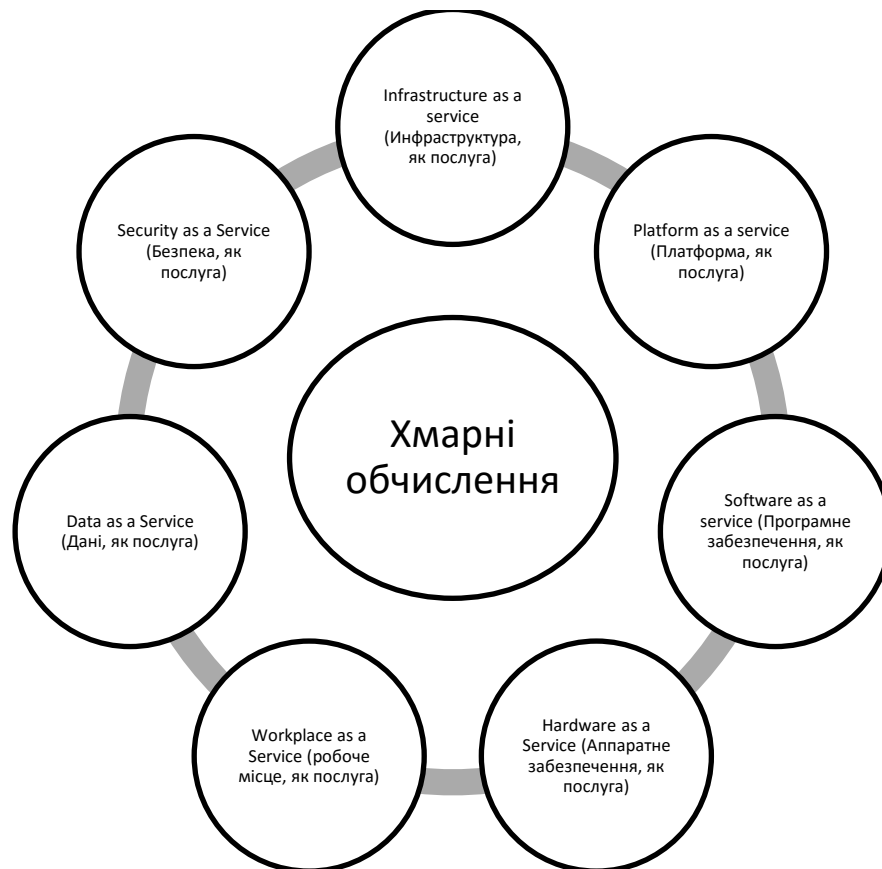 Infrastructure as a
service
(Инфраструктура,
як послуга)
Platform as a service
(Платформа, як
послуга)
Software as a
service (Програмне
забезпечення, як
послуга)
Hardware as a
Service (Аппаратне
забезпечення, як
послуга)
Workplace as a
Service (робоче
місце, як послуга)
Data as a Service
(Дані, як послуга)
Security as a Service
(Безпека, як
послуга)
Хмарні
обчислення